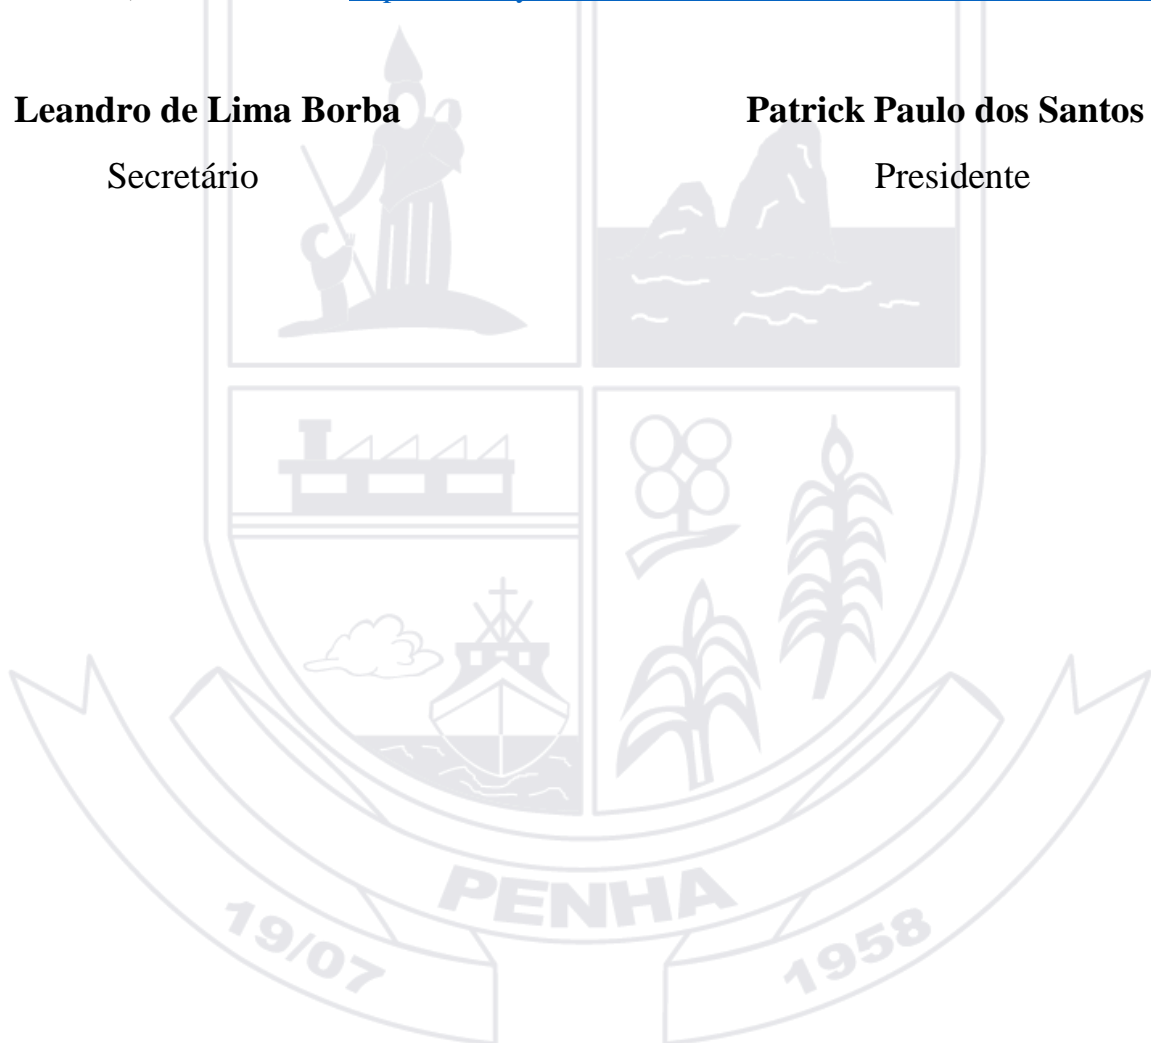 Leandro de Lima Borba Patrick Paulo dos Santos
Secretário Presidente
PENHA
19/07 1958